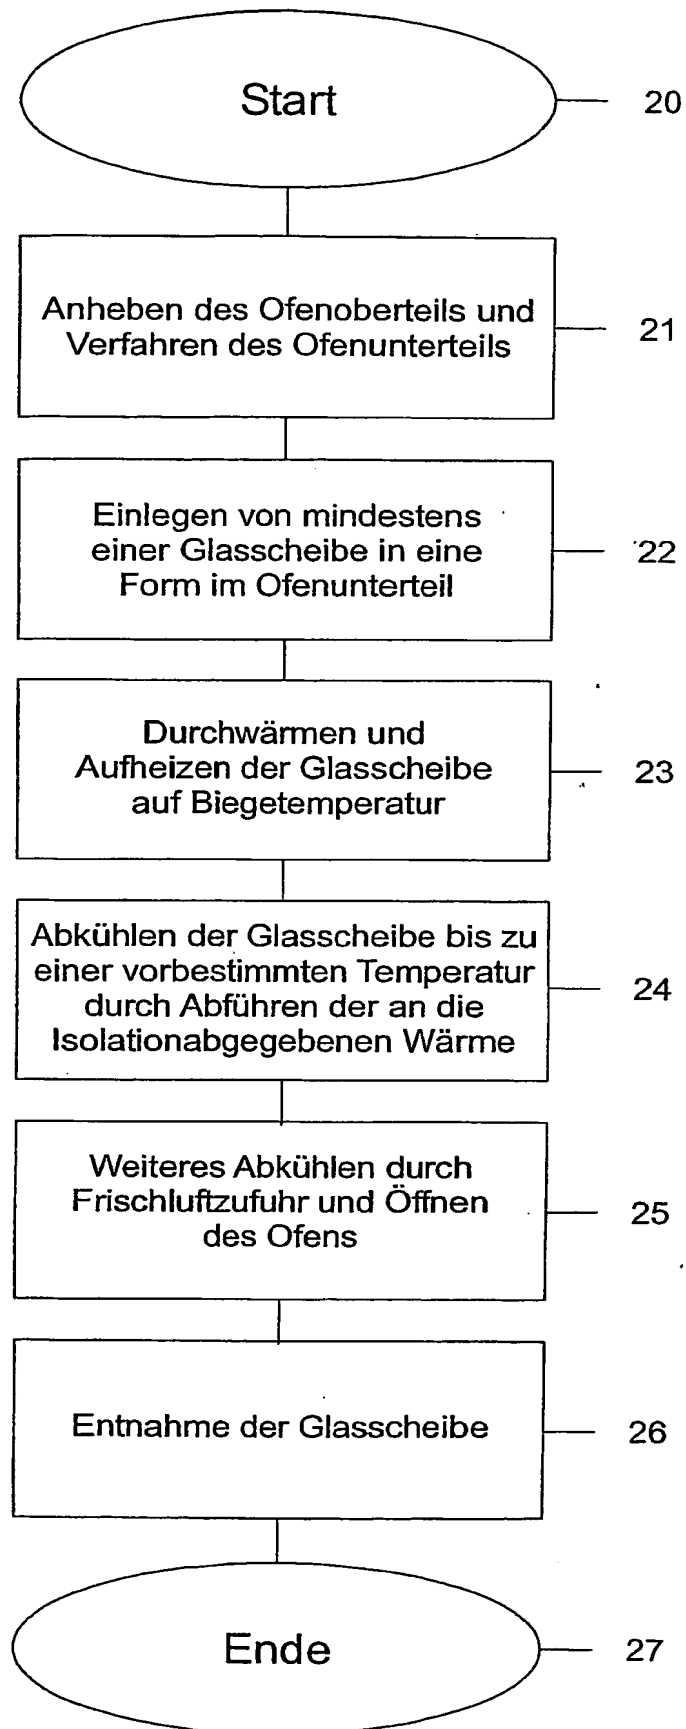 Start
20
Anheben des Ofenoberteils und
Verfahren des Ofenunterteils
21
Einlegen von mindestens
einer Glasscheibe in eine
Form im Ofenunterteil
22
Durchwärmen und
Aufheizen der Glasscheibe
auf Biegetemperatur
23
Abkühlen der Glasscheibe bis zu
einer vorbestimmten Temperatur
durch Abführen der an die
Isolationabgegebenen Wärme
24
Weiteres Abkühlen durch
Frischluftzufuhr und Öffnen
des Ofens
25
Entnahme der Glasscheibe
26
Ende
27